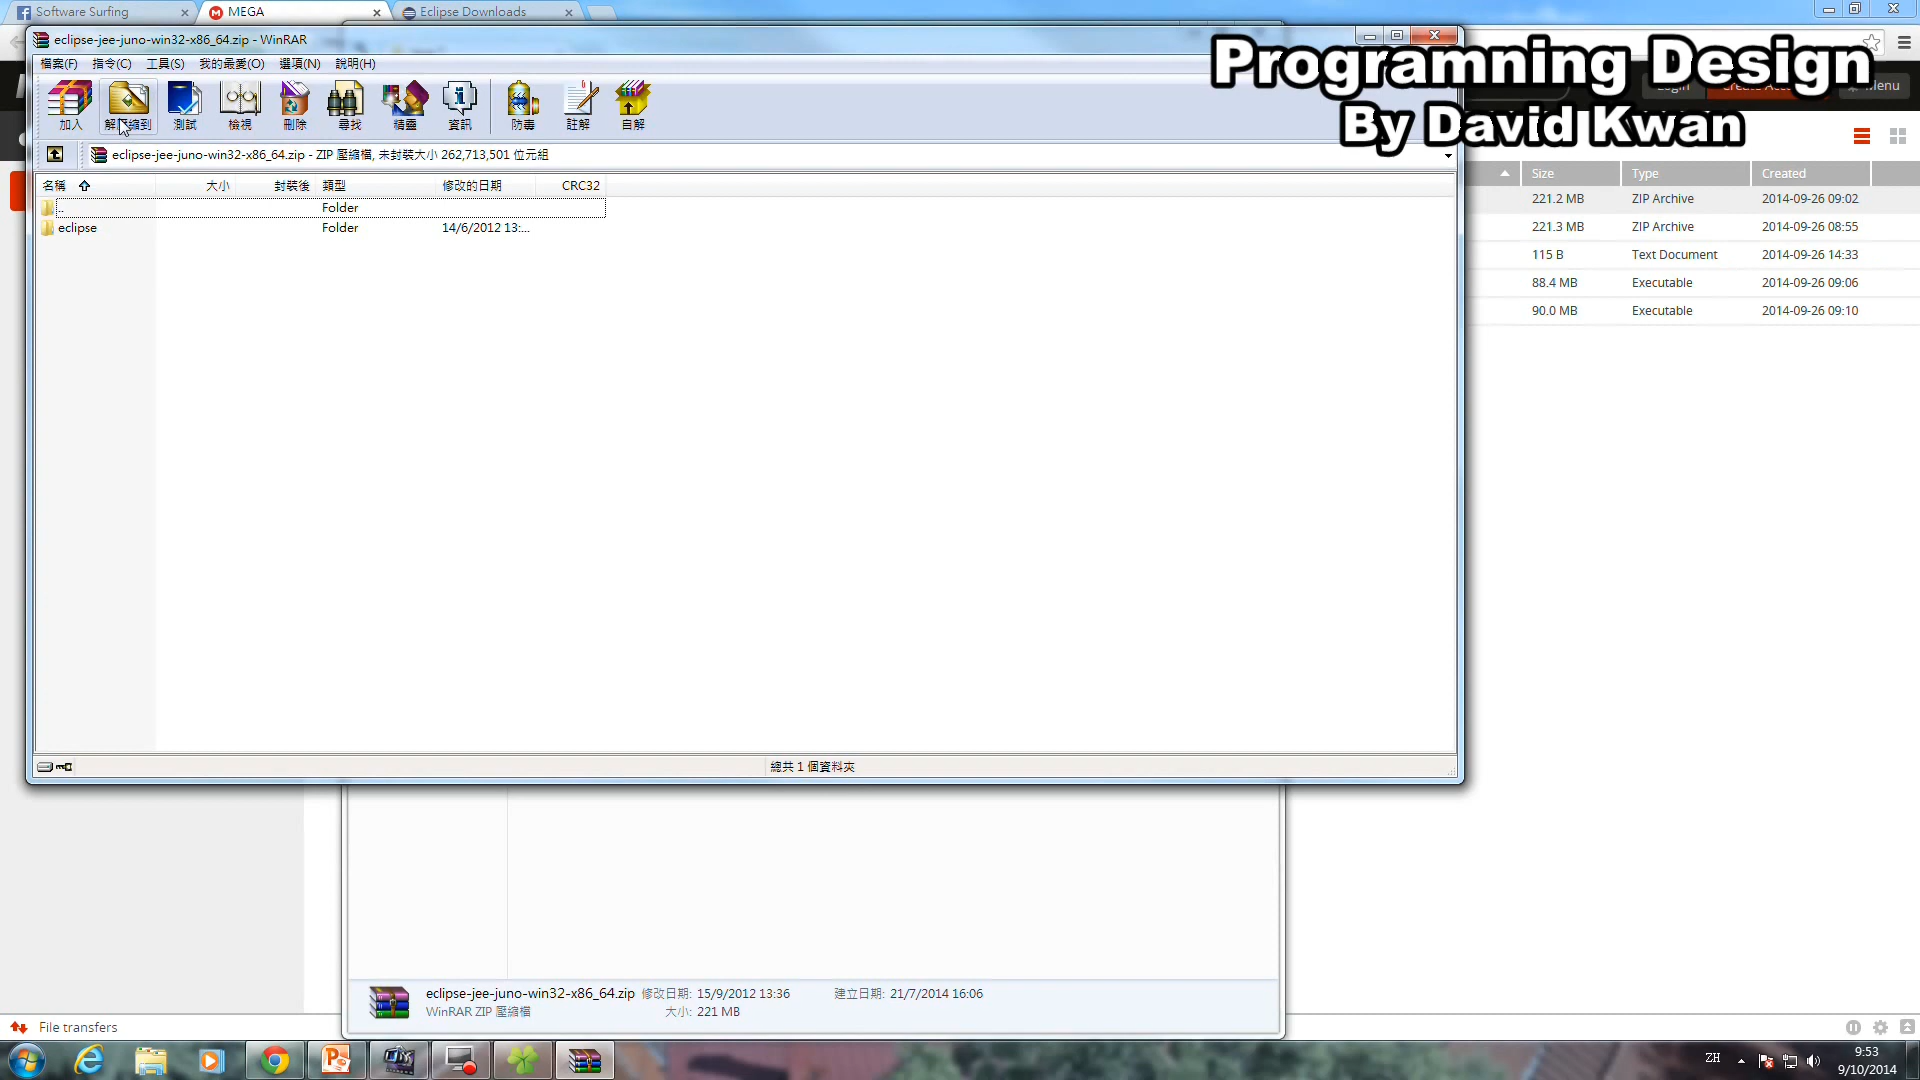 Software Surfing
MEGA
Eclipse Downloads
eclipse-jee-juno-win32-x86_64.zip - WinRAR
檔案(F) 指令(C) 工具(S) 我的最愛(O) 選項(N) 說明(H)
Programning Design
By David Kwan
Menu
加入 測試 檢視 刪除 尋找 精靈 資訊 防毒 註解 自解
eclipse-jee-juno-win32-x86_64.zip - ZIP 壓縮檔, 未封裝大小 262,713,501 位元組
名稱 大小 封裝後 類型 修改的日期 CRC32
.. Folder
eclipse Folder 14/6/2012 13:...
Size Type Created
221.2 MB ZIP Archive 2014-09-26 09:02
221.3 MB ZIP Archive 2014-09-26 08:55
115 B Text Document 2014-09-26 14:33
88.4 MB Executable 2014-09-26 09:06
90.0 MB Executable 2014-09-26 09:10
總共 1 個資料夾
eclipse-jee-juno-win32-x86_64.zip 修改日期: 15/9/2012 13:36 建立日期: 21/7/2014 16:06
WinRAR ZIP 壓縮檔 大小: 221 MB
File transfers
ZH
9:53
9/10/2014